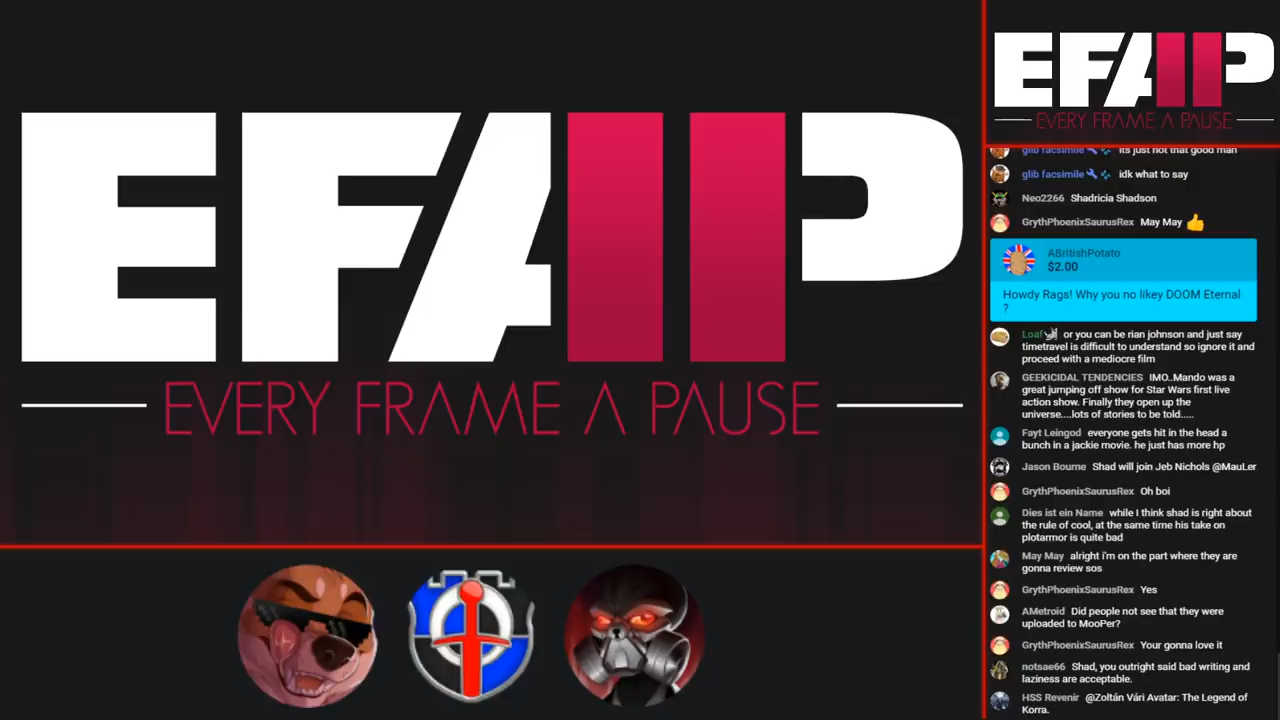 EFAP
EVERY FRAME A PAUSE
EFAP
EVERY FRAME A PAUSE
glib facsimile its just not that good man
glib facsimile idk what to say
Neo2266 Shadricia Shadson
GrythPhoenixSaurusRex May May 👍
ABritishPotato
$2.00
Howdy Rags! Why you no likey DOOM Eternal
?
Loaf or you can be rian johnson and just say
timetravel is difficult to understand so ignore it and
proceed with a mediocre film
GEEKICIDAL TENDENCIES IMO..Mando was a
great jumping off show for Star Wars first live
action show. Finally they open up the
universe....lots of stories to be told.....
Fayt Leingod everyone gets hit in the head a
bunch in a jackie movie. he just has more hp
Jason Bourne Shad will join Jeb Nichols @MauLer
GrythPhoenixSaurusRex Oh boi
Dies ist ein Name while I think shad is right about
the rule of cool, at the same time his take on
plotarmor is quite bad
May May alright i'm on the part where they are
gonna review sos
GrythPhoenixSaurusRex Yes
AMetroid Did people not see that they were
uploaded to MooPer?
GrythPhoenixSaurusRex Your gonna love it
notsae66 Shad, you outright said bad writing and
laziness are acceptable.
HSS Revenir @Zoltán Vári Avatar: The Legend of
Korra.